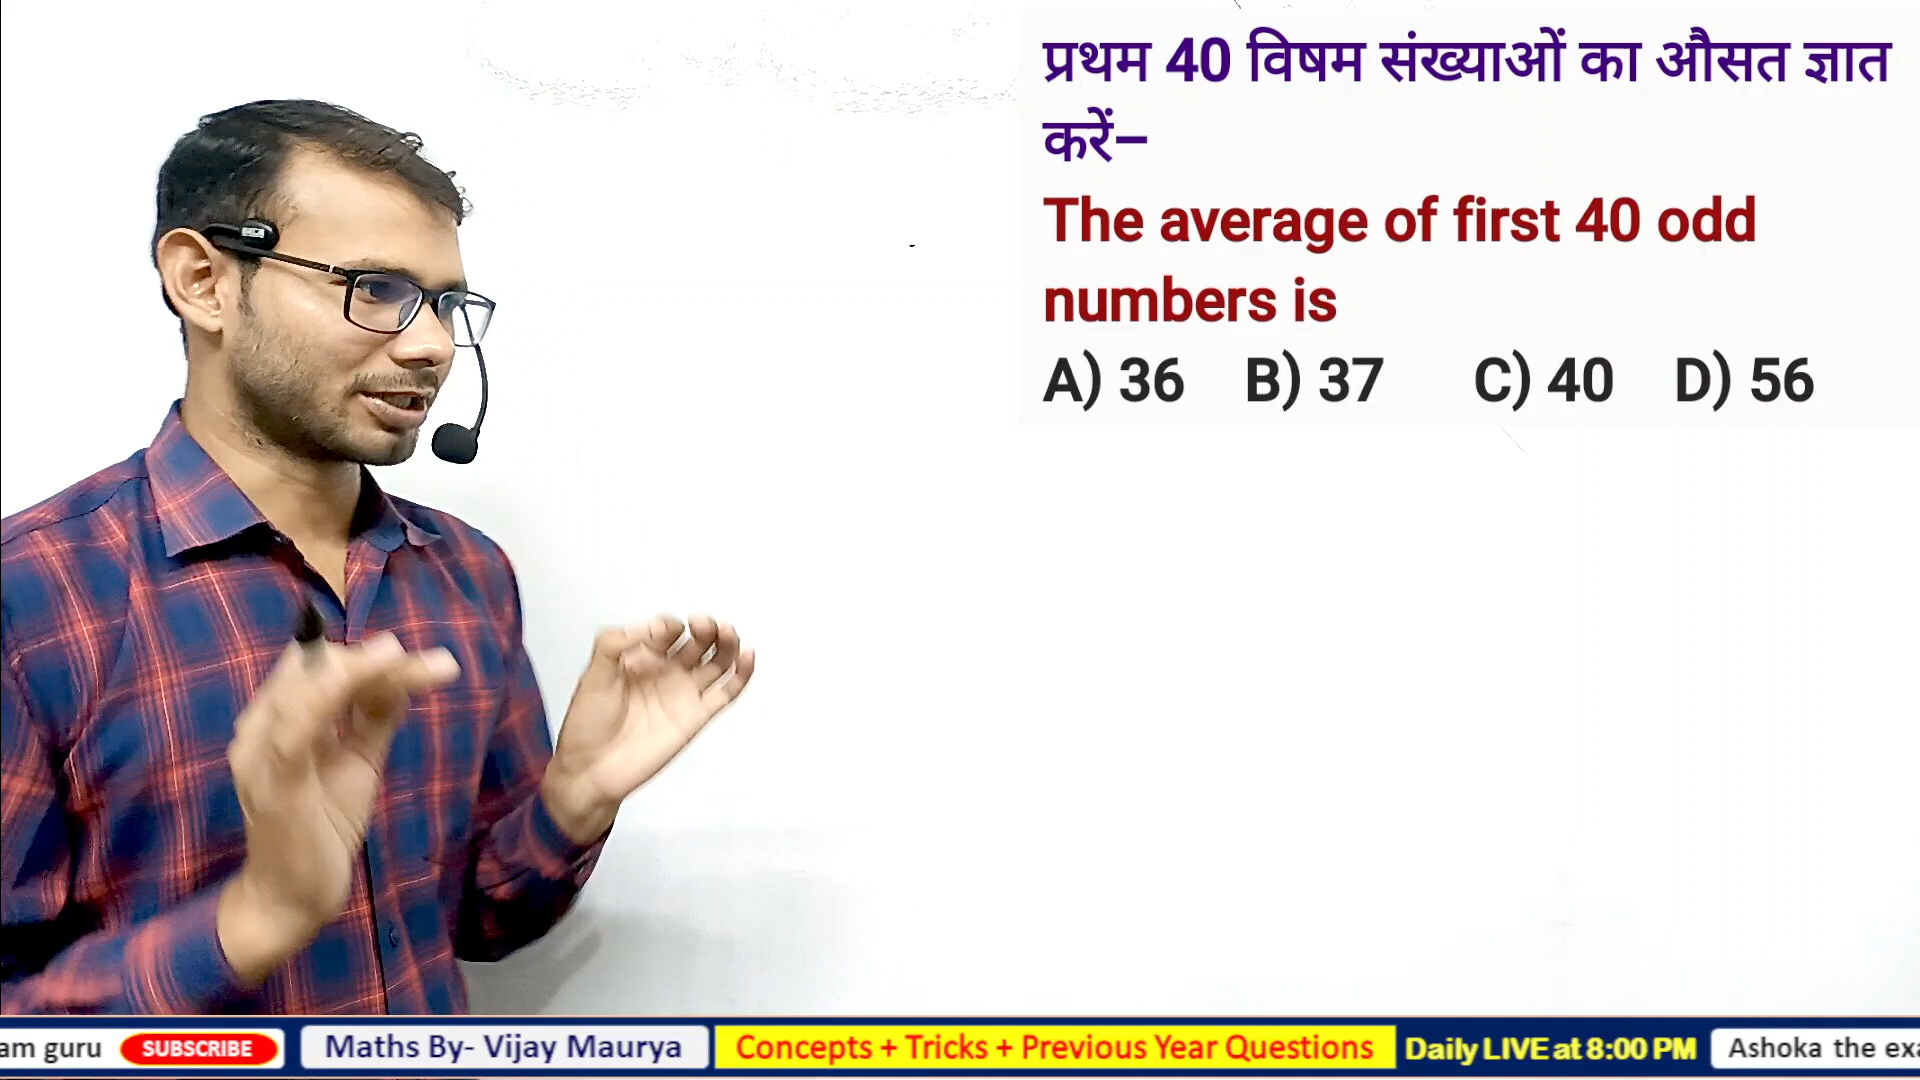 प्रथम 40 विषम संख्याओं का औसत ज्ञात
करें–
The average of first 40 odd
numbers is
A) 36 B) 37 C) 40 D) 56
am guru SUBSCRIBE Maths By- Vijay Maurya Concepts + Tricks + Previous Year Questions Daily LIVE at 8:00 PM Ashoka the exa